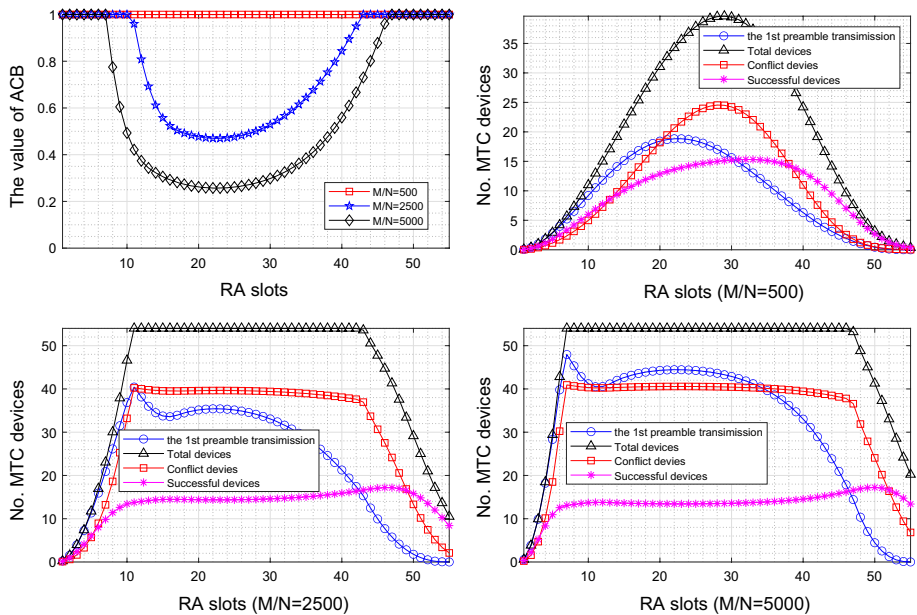 The value of ACB
1
0.8
0.6
0.4
0.2
0
M/N=500
M/N=2500
M/N=5000
10
20
30
40
50
RA slots
No. MTC devices
35
30
25
20
15
10
5
0
the 1st preamble transimission
Total devices
Conflict devies
Successful devices
10
20
30
40
50
RA slots (M/N=500)
No. MTC devices
50
40
30
20
10
0
the 1st preamble transimission
Total devices
Conflict devies
Successful devices
10
20
30
40
50
RA slots (M/N=2500)
No. MTC devices
50
40
30
20
10
0
the 1st preamble transimission
Total devices
Conflict devies
Successful devices
10
20
30
40
50
RA slots (M/N=5000)